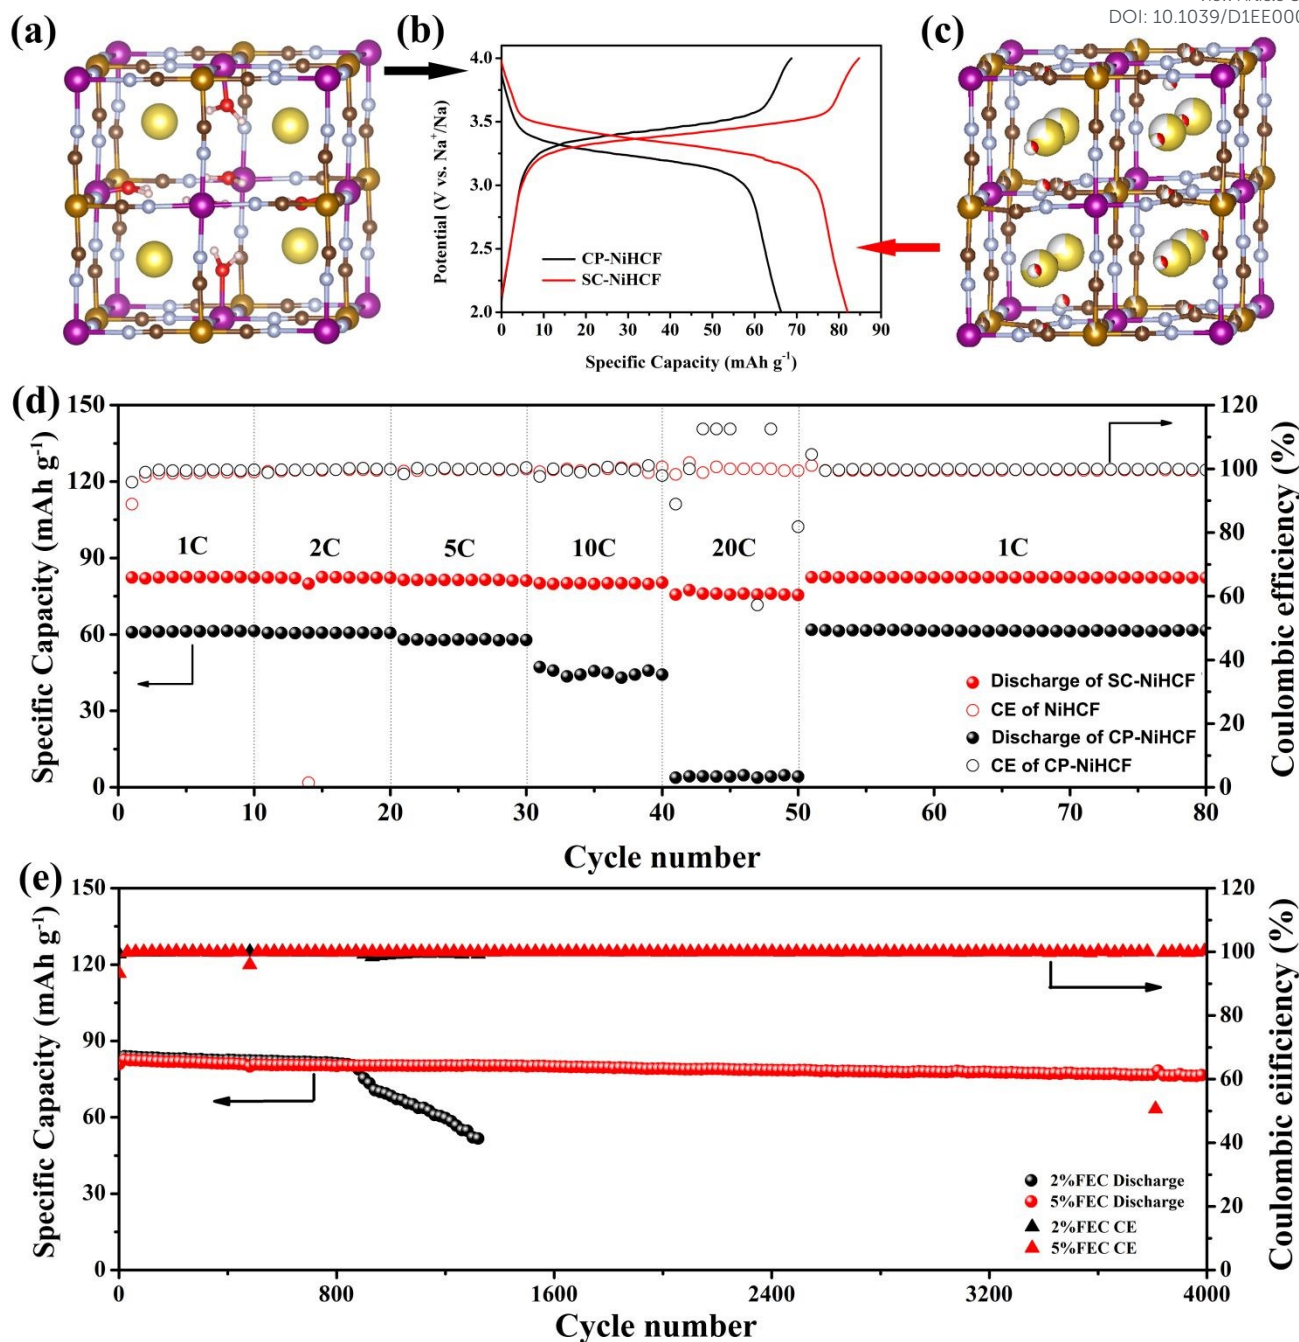 DOI: 10.1039/D1EE000
(a)
(b)
(c)
Potential (V vs. Na⁺/Na)
4.0
3.5
3.0
2.5
2.0
CP-NiHCF
SC-NiHCF
0 10 20 30 40 50 60 70 80 90
Specific Capacity (mAh g⁻¹)
(d)
Specific Capacity (mAh g⁻¹)
150
120
90
60
30
0
1C 2C 5C 10C 20C 1C
Discharge of SC-NiHCF
CE of NiHCF
Discharge of CP-NiHCF
CE of CP-NiHCF
120
100
80
60
40
20
0
Coulombic efficiency (%)
0 10 20 30 40 50 60 70 80
Cycle number
(e)
Specific Capacity (mAh g⁻¹)
150
120
90
60
30
0
2%FEC Discharge
5%FEC Discharge
2%FEC CE
5%FEC CE
120
100
80
60
40
20
0
Coulombic eiificiency (%)
0 800 1600 2400 3200 4000
Cycle number